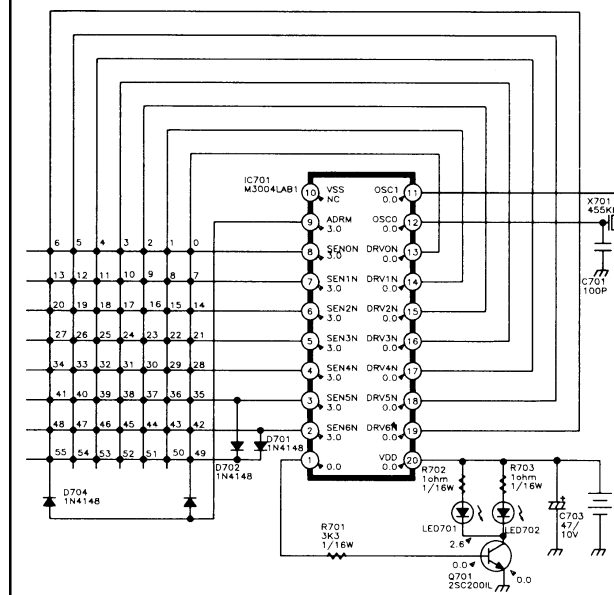 IC701
M3004LAB1
10 VSS NC
OSC1 0.0 11
X701
9 ADRM 3.0
OSC0 0.0 12
C701
100P
6 5 4 3 2 1 0
8 SEN0N 3.0
DRV0N 0.0 13
13 12 11 10 9 8 7
7 SEN1N 3.0
DRV1N 0.0 14
20 19 18 17 16 15 14
6 SEN2N 3.0
DRV2N 0.0 15
27 26 25 24 23 22 21
5 SEN3N 3.0
DRV3N 0.0 16
34 33 32 31 30 29 28
4 SEN4N 3.0
DRV4N 0.0 17
41 40 39 38 37 36 35
3 SEN5N 3.0
DRV5N 0.0 18
48 47 46 45 44 43 42
2 SEN6N 3.0
DRV6N 0.0 19
55 54 53 52 51 50 49
1 0.0
VDD 0.0 20
D701
1N4148
D702
1N4148
D704
1N4148
R702
1ohm
1/16W
R703
1ohm
1/16W
LED701
LED702
C703
47/
10V
+
R701
3K3
1/16W
2.6
0.0
0.0
Q701
2SC200IL